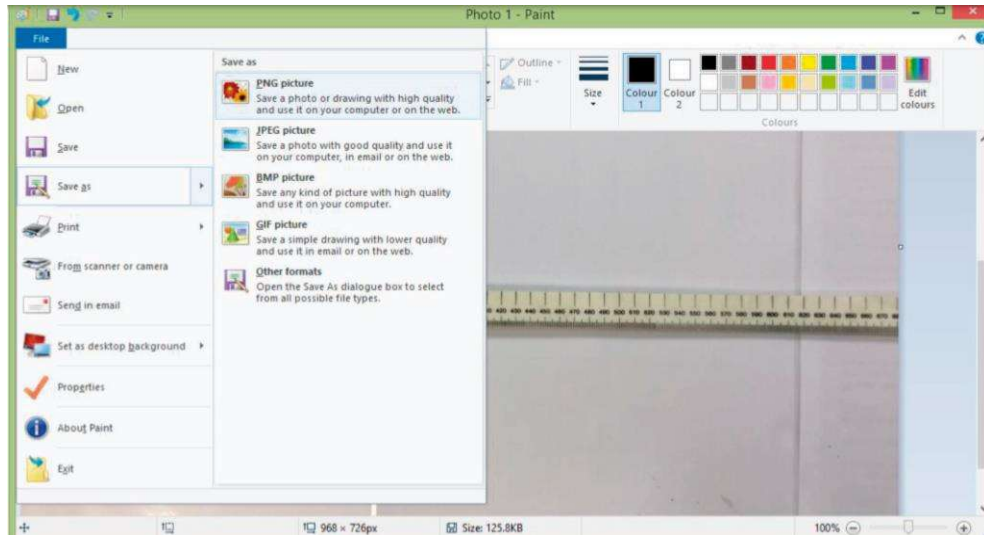 Photo 1 - Paint
File
New
Open
Save
Save as
Print
From scanner or camera
Send in email
Set as desktop background
Properties
About Paint
Exit
Save as
PNG picture
Save a photo or drawing with high quality
and use it on your computer or on the web.
JPEG picture
Save a photo with good quality and use it
on your computer, in email or on the web.
BMP picture
Save any kind of picture with high quality
and use it on your computer.
GIF picture
Save a simple drawing with lower quality
and use it in email or on the web.
Other formats
Open the Save As dialogue box to select
from all possible file types.
Outline
Fill
Size
Colour
1
Colour
2
Edit
colours
Colours
968 × 726px
Size: 125.8KB
100%